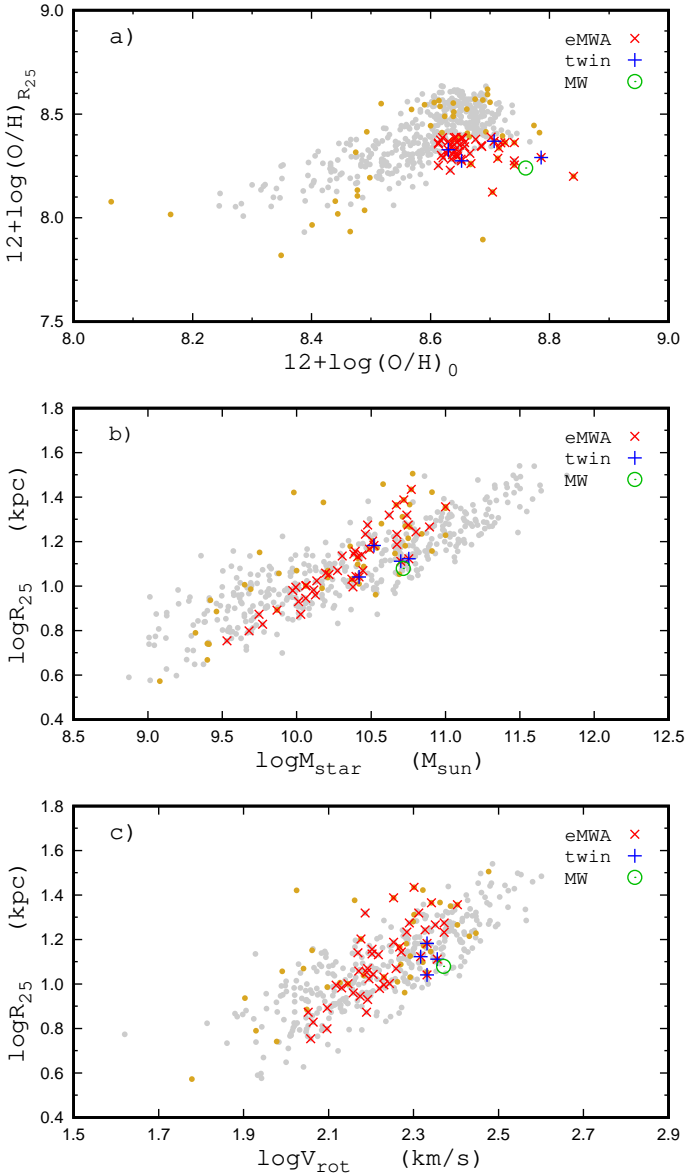 a)
eMWA
twin
MW
9.0
8.5
8.0
7.5
12+log(O/H)R25
8.0 8.2 8.4 8.6 8.8 9.0
12+log(O/H)0
b)
eMWA
twin
MW
1.8
1.6
1.4
1.2
1.0
0.8
0.6
0.4
logR25 (kpc)
8.5 9.0 9.5 10.0 10.5 11.0 11.5 12.0 12.5
logMstar (Msun)
c)
eMWA
twin
MW
1.8
1.6
1.4
1.2
1.0
0.8
0.6
0.4
logR25 (kpc)
1.5 1.7 1.9 2.1 2.3 2.5 2.7 2.9
logVrot (km/s)